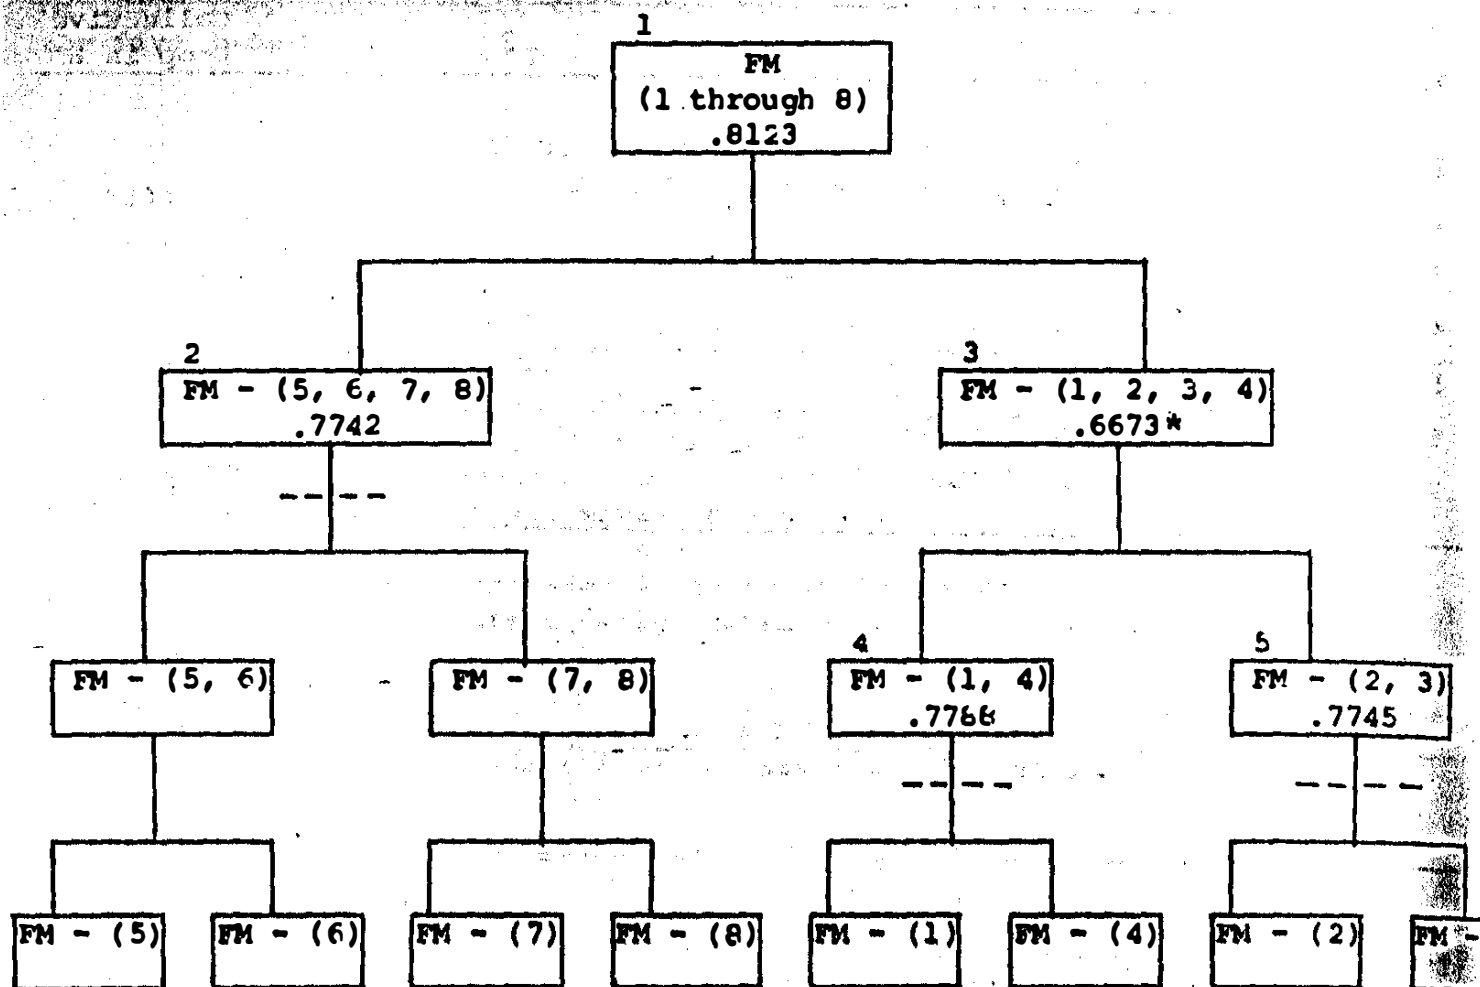 1
FM
(1 through 8)
.8123
2
FM - (5, 6, 7, 8)
.7742
3
FM - (1, 2, 3, 4)
.6673*
FM - (5, 6)
FM - (7, 8)
4
FM - (1, 4)
5
FM - (2, 3)
.7745
FM - (5)
FM - (6)
FM - (7)
FM - (8)
FM - (1)
FM - (4)
FM - (2)
FM -